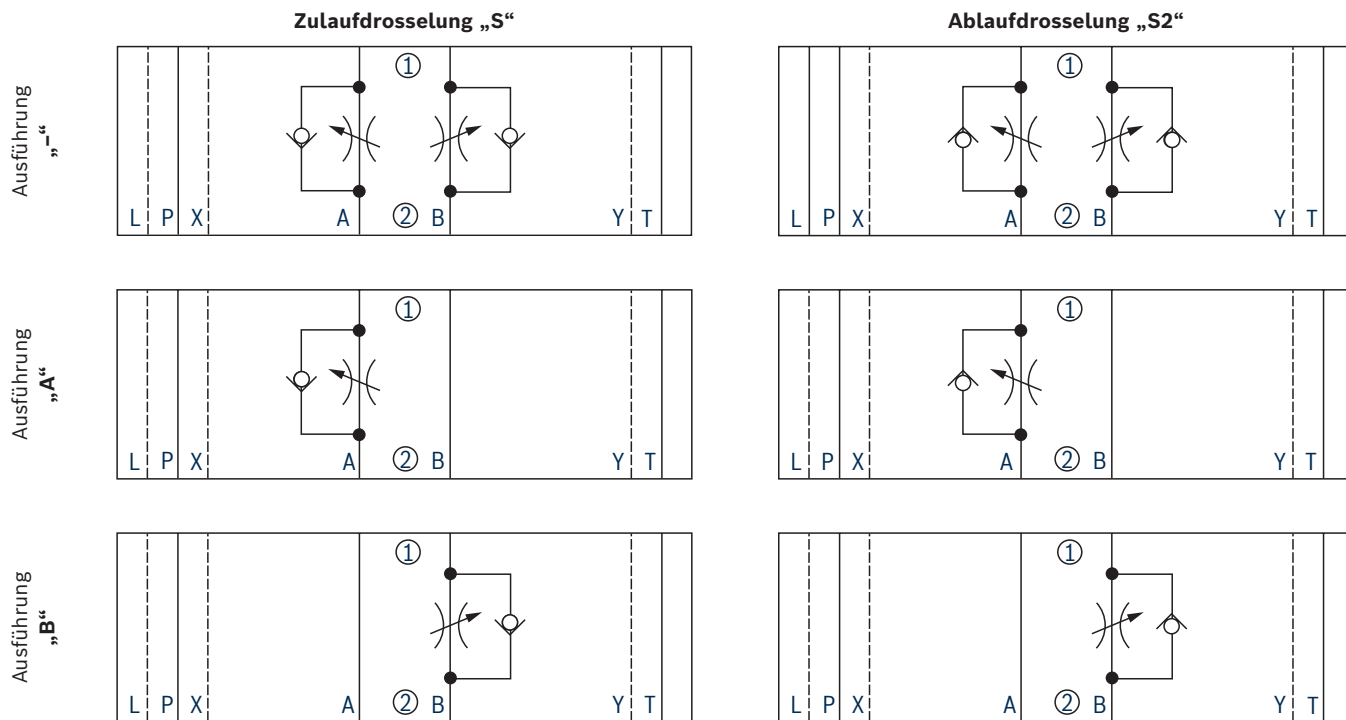 Zulaufdrosselung „S“
Ablaufdrosselung „S2“
Ausführung
„–“
①
L P X A ② B Y T
①
L P X A ② B Y T
Ausführung
„A“
①
L P X A ② B Y T
①
L P X A ② B Y T
Ausführung
„B“
①
L P X A ② B Y T
①
L P X A ② B Y T